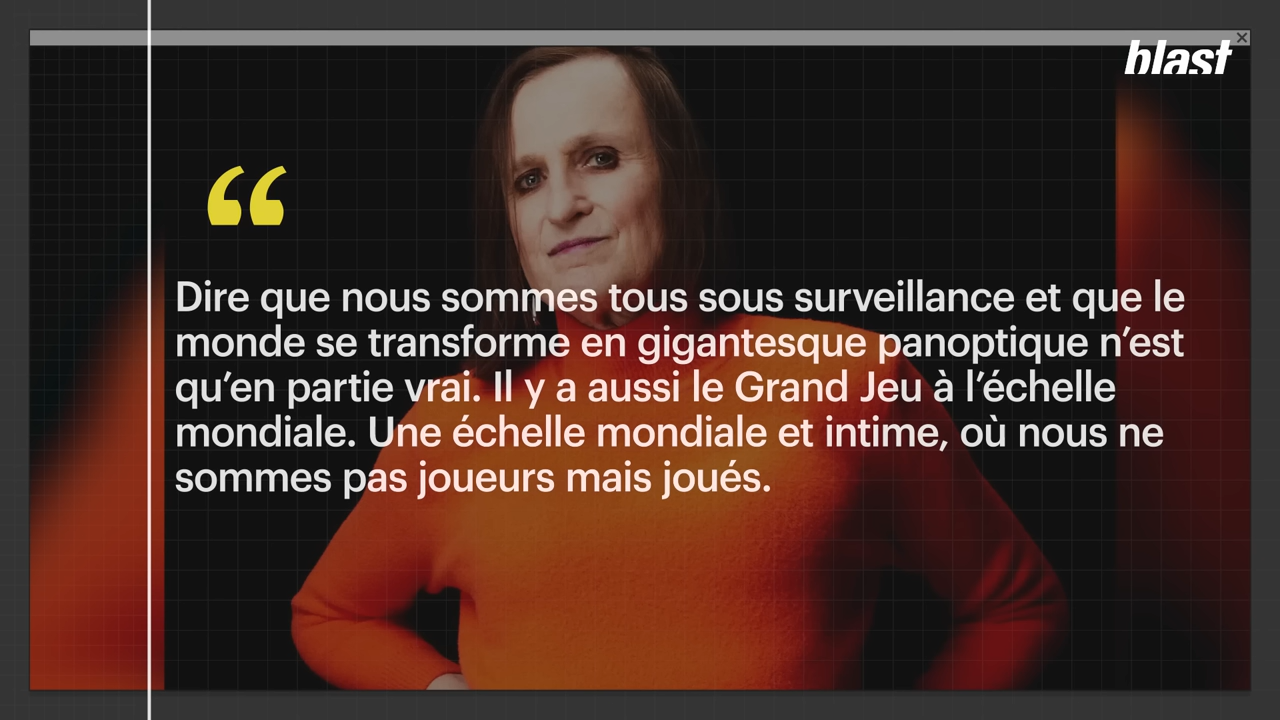 blast
“
Dire que nous sommes tous sous surveillance et que le
monde se transforme en gigantesque panoptique n’est
qu’en partie vrai. Il y a aussi le Grand Jeu à l’échelle
mondiale. Une échelle mondiale et intime, où nous ne
sommes pas joueurs mais joués.